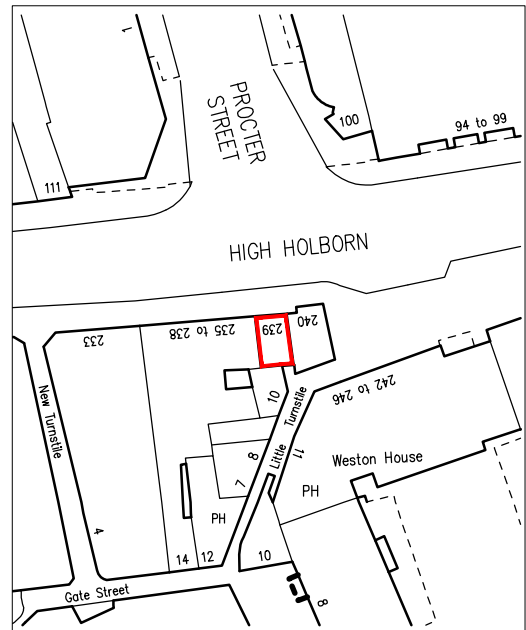 1
PROCTER
STREET
100
94 to 99
111
HIGH HOLBORN
233
235 to 238
239
240
New Turnstile
10
242 to 246
Little Turnstile
11
8
7
Weston House
PH
PH
4
14
12
10
Gate Street
8